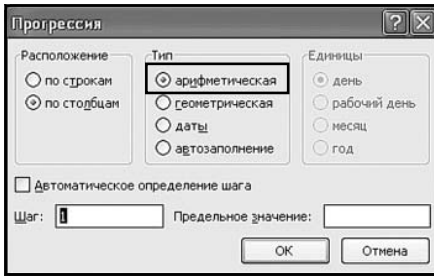 Прогрессия
Расположение
по строкам
по столбцам
Тип
арифметическая
геометрическая
даты
автозаполнение
Единицы
день
рабочий день
месяц
год
Автоматическое определение шага
Шаг: 1
Предельное значение:
ОК
Отмена